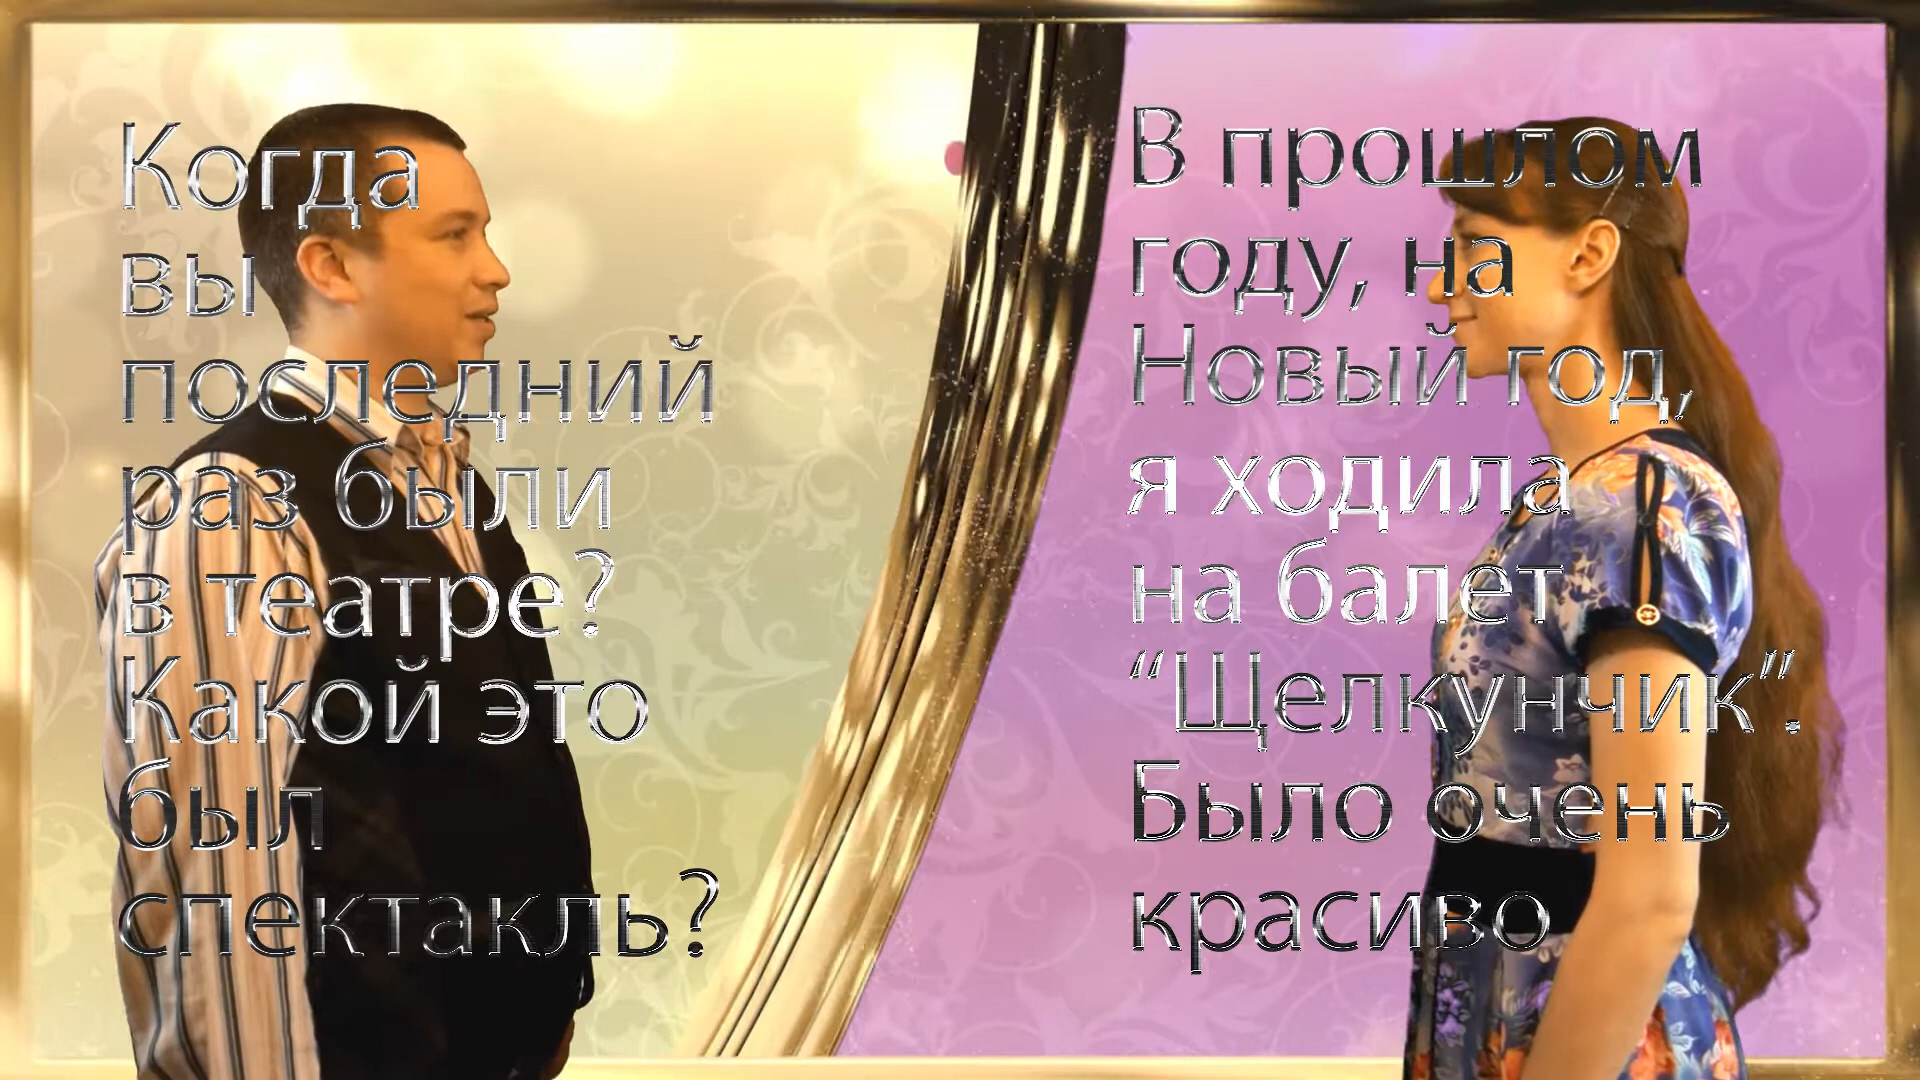 Когда
вы
последний
раз были
в театре?
Какой это
был
спектакль?
В прошлом
году, на
Новый год,
я ходила
на балет
“Щелкунчик”.
Было очень
красиво